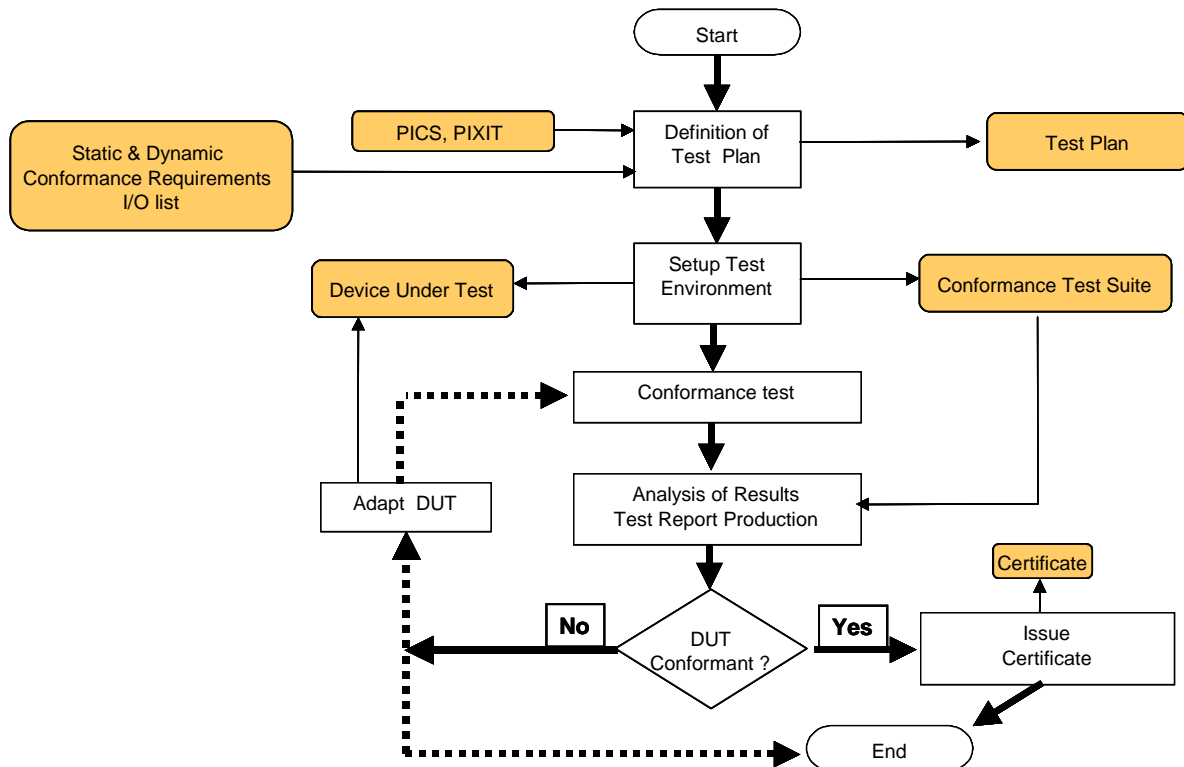 Start
PICS, PIXIT
Definition of
Test Plan
Test Plan
Static & Dynamic
Conformance Requirements
I/O list
Setup Test
Environment
Device Under Test
Conformance Test Suite
Conformance test
Adapt DUT
Analysis of Results
Test Report Production
Certificate
No
Yes
DUT
Conformant ?
Issue
Certificate
End